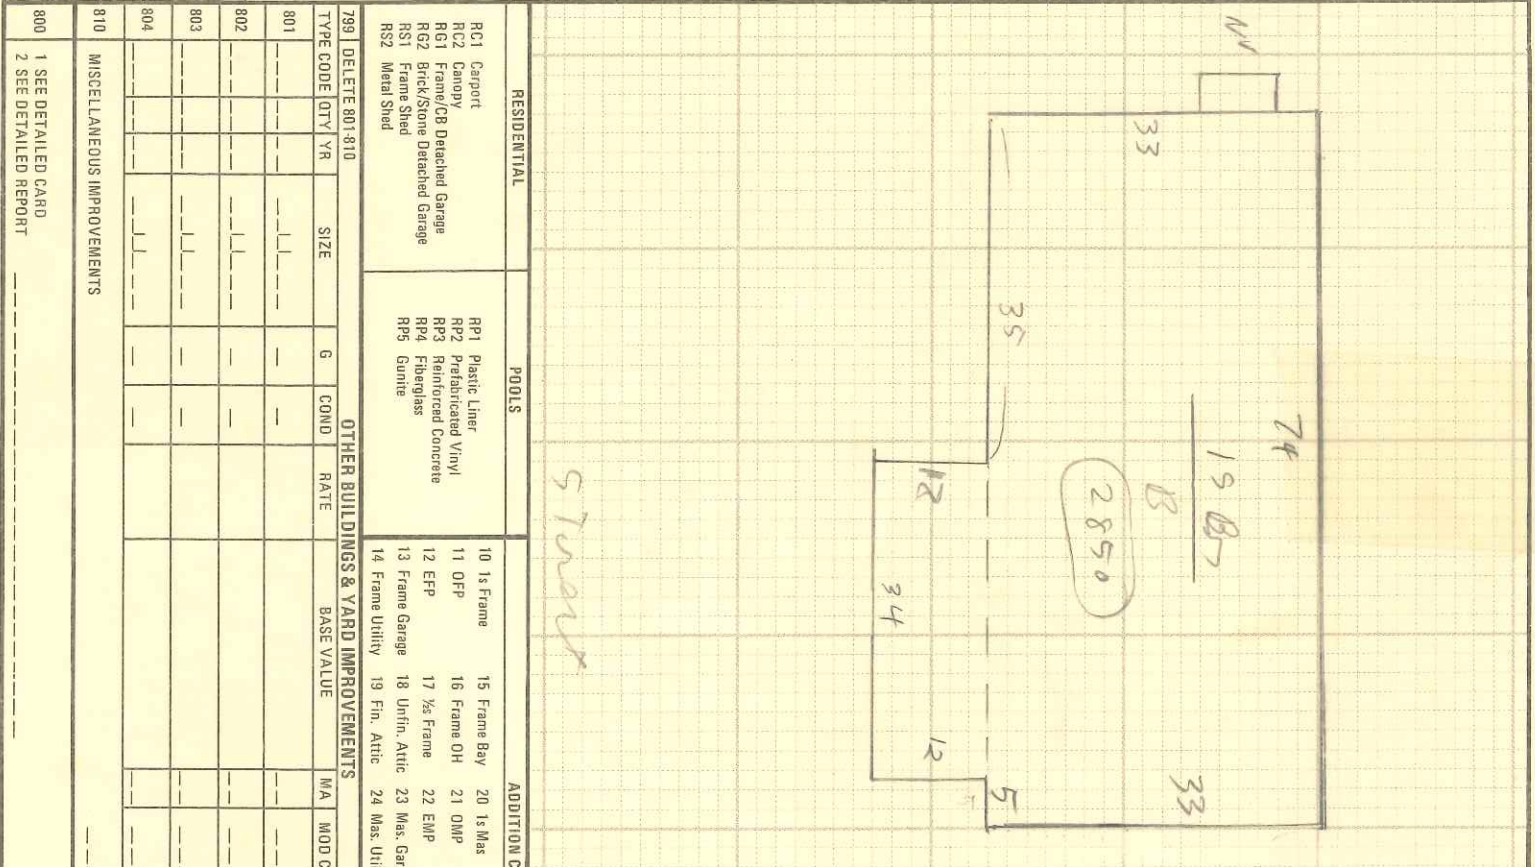 NV
33
74
1 S
B
2850
35
12
34
12
5
33
RESIDENTIAL
RC1 Carport
RC2 Canopy
RG1 Frame/CB Detached Garage
RG2 Brick/Stone Detached Garage
RS1 Frame Shed
RS2 Metal Shed
POOLS
RP1 Plastic Liner
RP2 Prefabricated Vinyl
RP3 Reinforced Concrete
RP4 Fiberglass
RP5 Gunite
ADDITION C
10 1s Frame 15 Frame Bay 20 1s Mas
11 OFP 16 Frame OH 21 OMP
12 EFP 17 ½s Frame 22 EMP
13 Frame Garage 18 Unfin. Attic 23 Mas. Gar
14 Frame Utility 19 Fin. Attic 24 Mas. Uti
799 DELETE 801-810 OTHER BUILDINGS & YARD IMPROVEMENTS
TYPE CODE QTY YR SIZE G COND RATE BASE VALUE MA MOD C
801
802
803
804
810 MISCELLANEOUS IMPROVEMENTS
800 1 SEE DETAILED CARD
2 SEE DETAILED REPORT